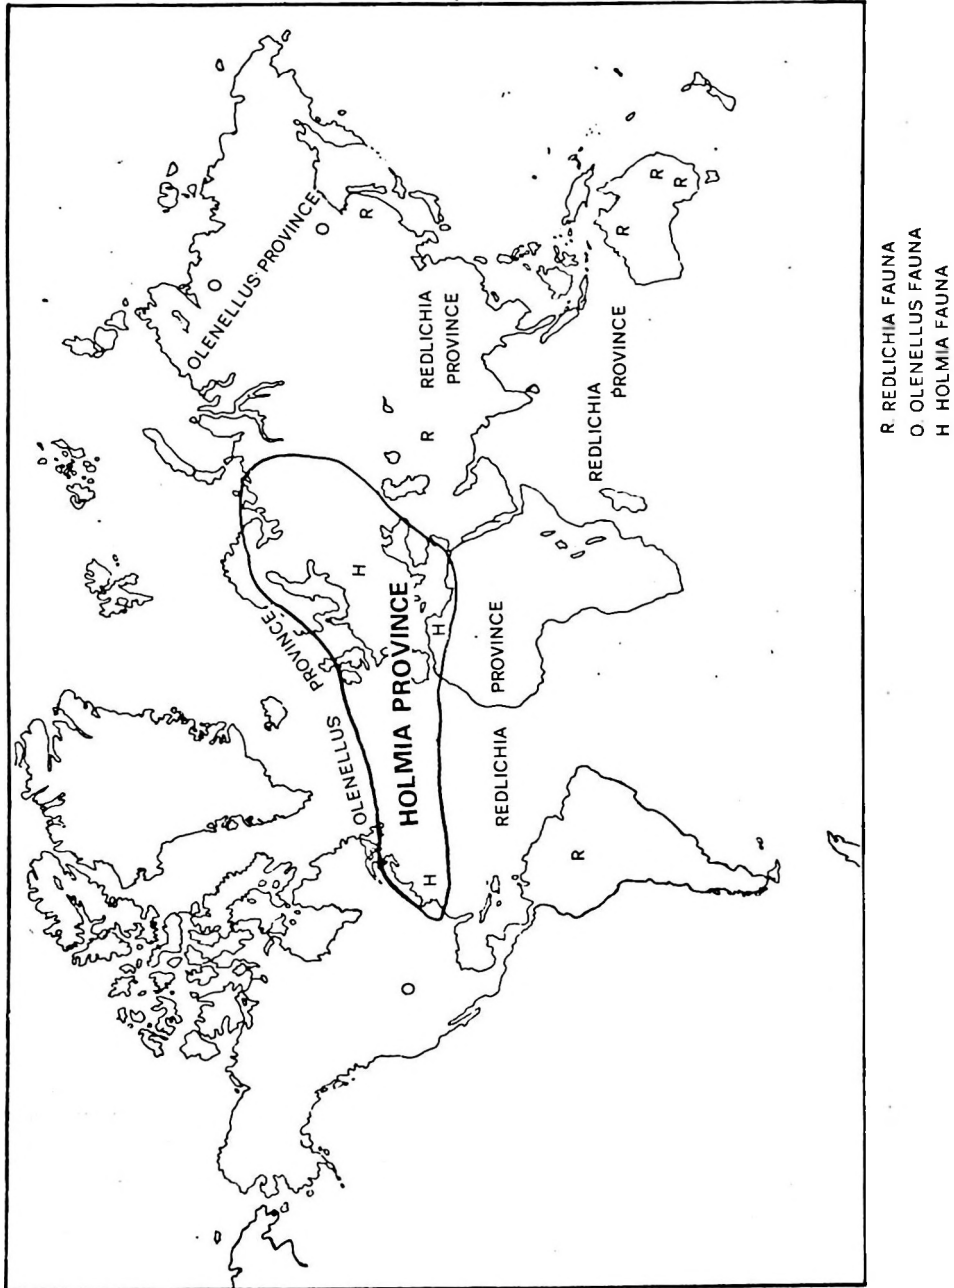 OLENELLUS PROVINCE
O
O
R
REDLICHIA
PROVINCE
R
R
R
R
REDLICHIA
PROVINCE
OLENELLUS PROVINCE
H
HOLMIA PROVINCE
H
H
REDLICHIA PROVINCE
R
O
R. REDLICHIA FAUNA
O. OLENELLUS FAUNA
H HOLMIA FAUNA